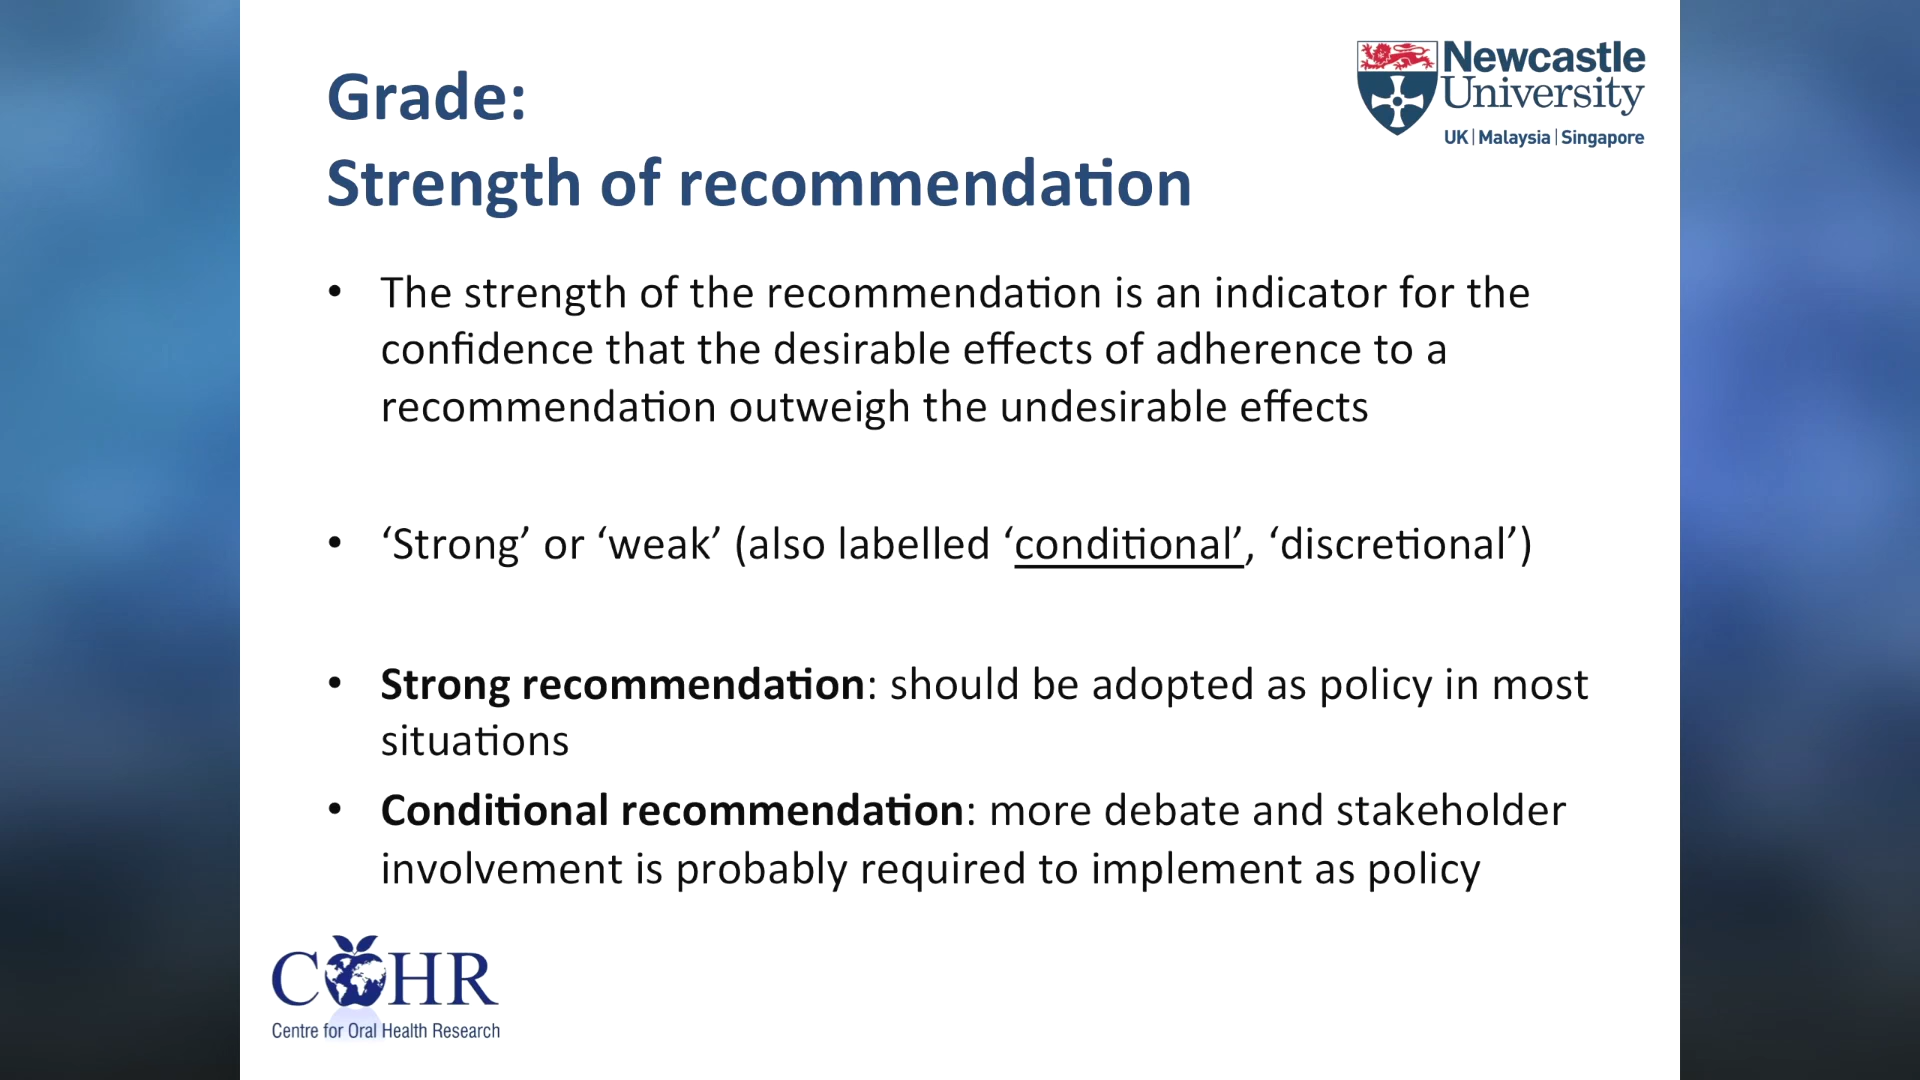 Grade:
Strength of recommendation
Newcastle
University
UK | Malaysia | Singapore
• The strength of the recommendation is an indicator for the
confidence that the desirable effects of adherence to a
recommendation outweigh the undesirable effects
• ‘Strong’ or ‘weak’ (also labelled ‘conditional’, ‘discretional’)
• Strong recommendation: should be adopted as policy in most
situations
• Conditional recommendation: more debate and stakeholder
involvement is probably required to implement as policy
COHR
Centre for Oral Health Research